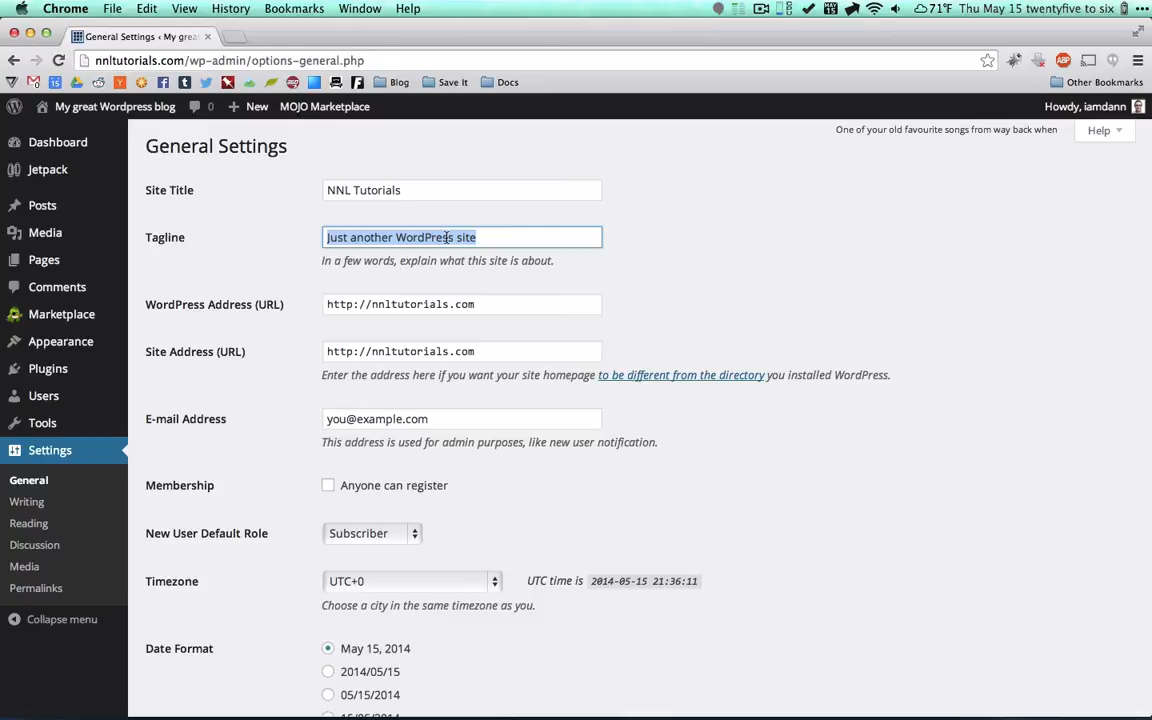 Chrome File Edit View History Bookmarks Window Help 71°F Thu May 15 twentyfive to six
General Settings ‹ My grea
nnltutorials.com/wp-admin/options-general.php
Blog Save It Docs Other Bookmarks
My great Wordpress blog 0 New MOJO Marketplace Howdy, iamdann
One of your old favourite songs from way back when Help
General Settings
Dashboard
Jetpack
Posts
Media
Pages
Comments
Marketplace
Appearance
Plugins
Users
Tools
Settings
General
Writing
Reading
Discussion
Media
Permalinks
Collapse menu
Site Title NNL Tutorials
Tagline Just another WordPress site
In a few words, explain what this site is about.
WordPress Address (URL) http://nnltutorials.com
Site Address (URL) http://nnltutorials.com
Enter the address here if you want your site homepage to be different from the directory you installed WordPress.
E-mail Address you@example.com
This address is used for admin purposes, like new user notification.
Membership Anyone can register
New User Default Role Subscriber
Timezone UTC+0 UTC time is 2014-05-15 21:36:11
Choose a city in the same timezone as you.
Date Format May 15, 2014
2014/05/15
05/15/2014